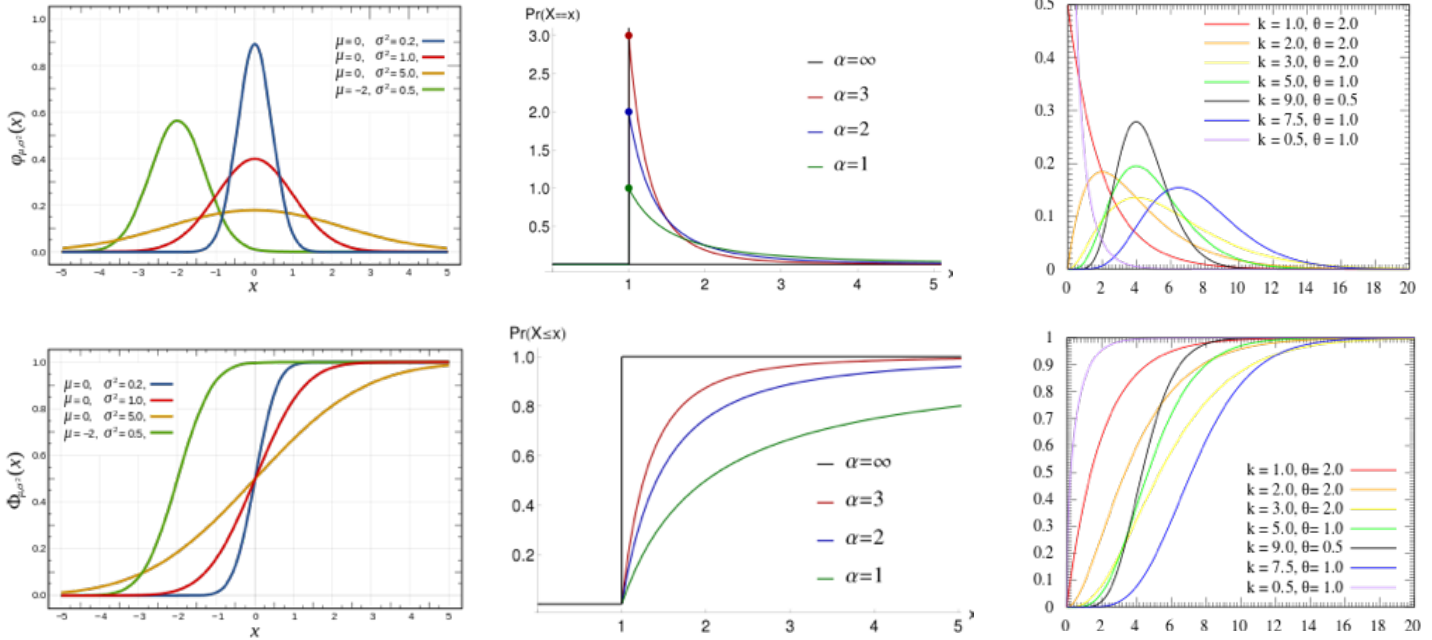 φμ,σ²(x)
1.0
0.8
0.6
0.4
0.2
0.0
μ=0, σ²=0.2,
μ=0, σ²=1.0,
μ=0, σ²=5.0,
μ=−2, σ²=0.5,
−5 −4 −3 −2 −1 0 1 2 3 4 5
x
Pr(X==x)
3.0
2.5
2.0
1.5
1.0
0.5
α=∞
α=3
α=2
α=1
1 2 3 4 5
x
0.5
0.4
0.3
0.2
0.1
0
k = 1.0, θ = 2.0
k = 2.0, θ = 2.0
k = 3.0, θ = 2.0
k = 5.0, θ = 1.0
k = 9.0, θ = 0.5
k = 7.5, θ = 1.0
k = 0.5, θ = 1.0
0 2 4 6 8 10 12 14 16 18 20
Φμ,σ²(x)
1.0
0.8
0.6
0.4
0.2
0.0
μ=0, σ²=0.2,
μ=0, σ²=1.0,
μ=0, σ²=5.0,
μ=−2, σ²=0.5,
−5 −4 −3 −2 −1 0 1 2 3 4 5
x
Pr(X≤x)
1.0
0.8
0.6
0.4
0.2
α=∞
α=3
α=2
α=1
1 2 3 4 5
x
1
0.9
0.8
0.7
0.6
0.5
0.4
0.3
0.2
0.1
0
k = 1.0, θ= 2.0
k = 2.0, θ= 2.0
k = 3.0, θ= 2.0
k = 5.0, θ= 1.0
k = 9.0, θ= 0.5
k = 7.5, θ= 1.0
k = 0.5, θ= 1.0
0 2 4 6 8 10 12 14 16 18 20